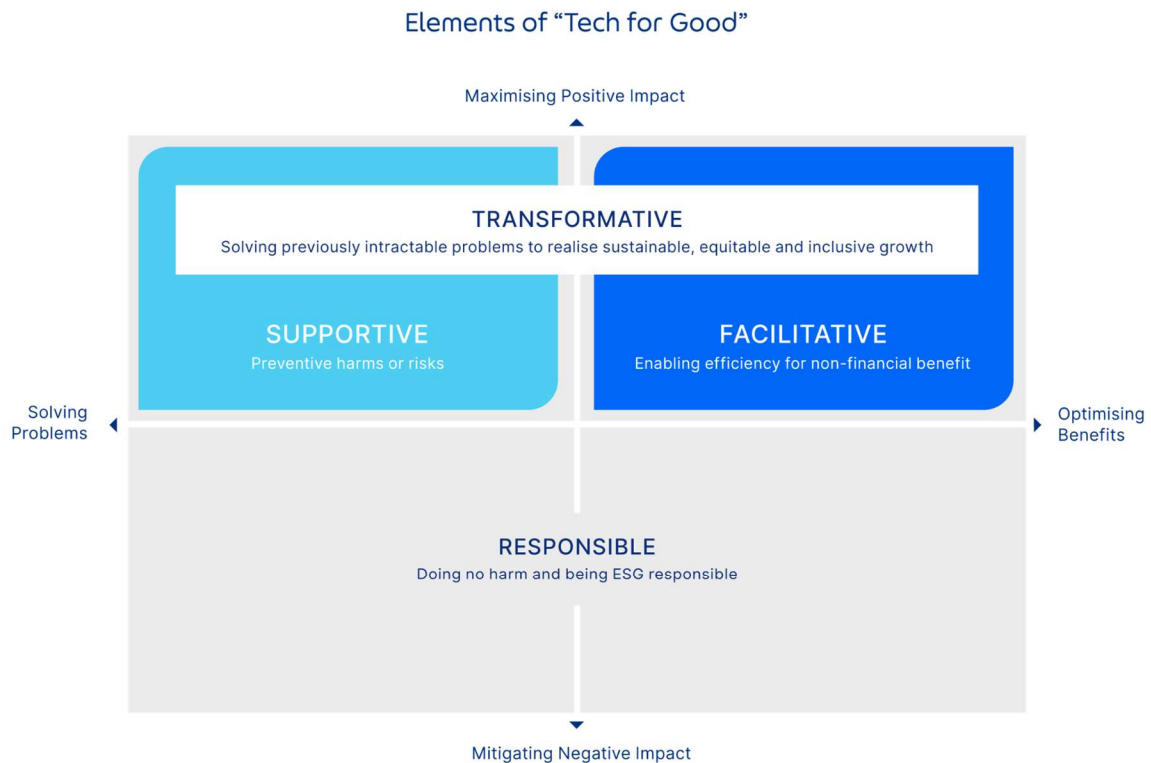 Elements of “Tech for Good”
Maximising Positive Impact
TRANSFORMATIVE
Solving previously intractable problems to realise sustainable, equitable and inclusive growth
SUPPORTIVE
Preventive harms or risks
FACILITATIVE
Enabling efficiency for non-financial benefit
Solving
Problems
Optimising
Benefits
RESPONSIBLE
Doing no harm and being ESG responsible
Mitigating Negative Impact